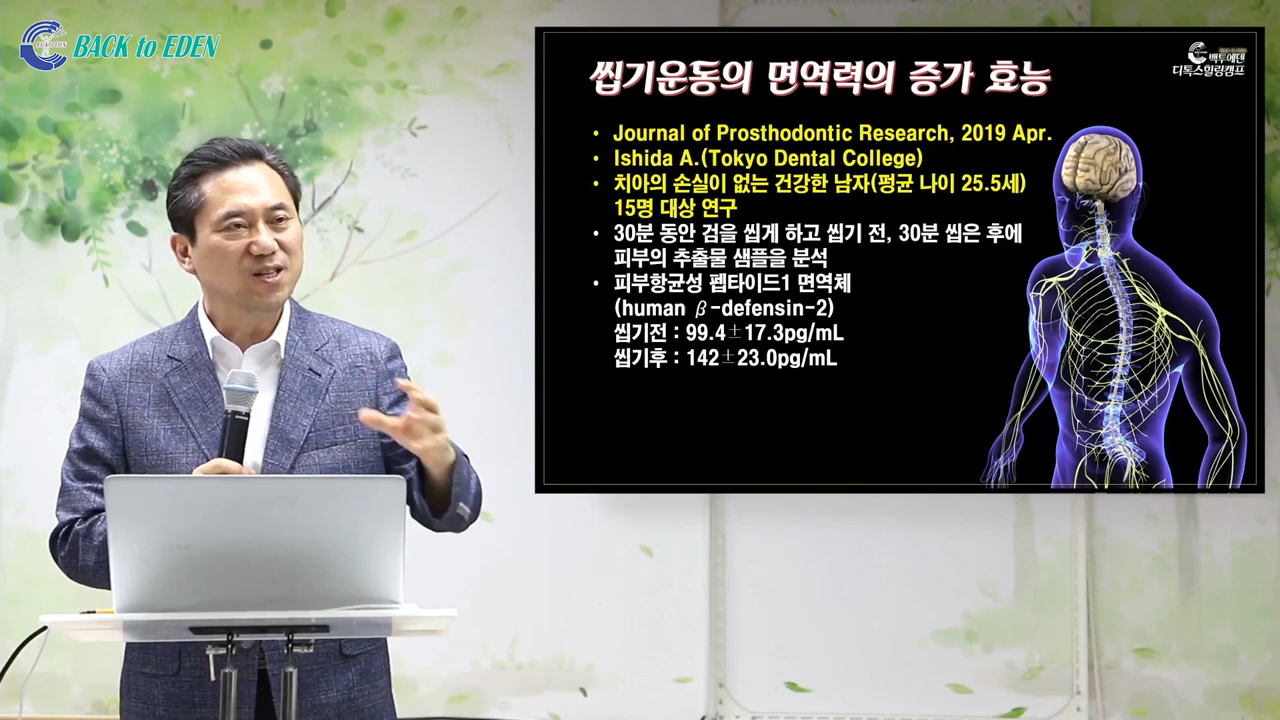 BACK to EDEN
백투에덴
디톡스힐링캠프
씹기운동의 면역력의 증가 효능
• Journal of Prosthodontic Research, 2019 Apr.
• Ishida A.(Tokyo Dental College)
• 치아의 손실이 없는 건강한 남자(평균 나이 25.5세)
15명 대상 연구
• 30분 동안 검을 씹게 하고 씹기 전, 30분 씹은 후에
피부의 추출물 샘플을 분석
• 피부항균성 펩타이드1 면역체
(human β-defensin-2)
씹기전 : 99.4±17.3pg/mL
씹기후 : 142±23.0pg/mL